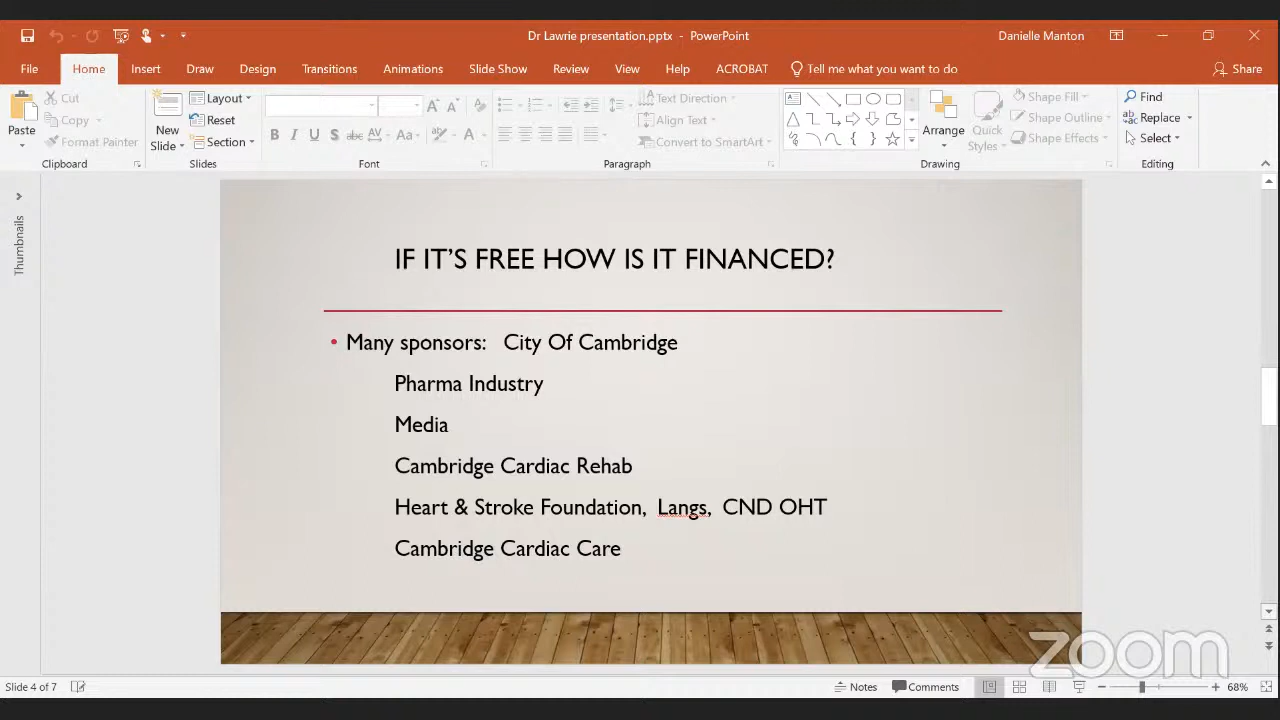 Dr Lawrie presentation.pptx - PowerPoint
Danielle Manton
File Home Insert Draw Design Transitions Animations Slide Show Review View Help ACROBAT Tell me what you want to do Share
Cut
Copy
Format Painter
Paste
Clipboard
New Slide
Layout
Reset
Section
Slides
Font
Text Direction
Align Text
Convert to SmartArt
Paragraph
Arrange
Quick Styles
Shape Fill
Shape Outline
Shape Effects
Drawing
Find
Replace
Select
Editing
Thumbnails
IF IT'S FREE HOW IS IT FINANCED?
• Many sponsors: City Of Cambridge
Pharma Industry
Media
Cambridge Cardiac Rehab
Heart & Stroke Foundation, Langs, CND OHT
Cambridge Cardiac Care
zoom
Slide 4 of 7
Notes
Comments
68%